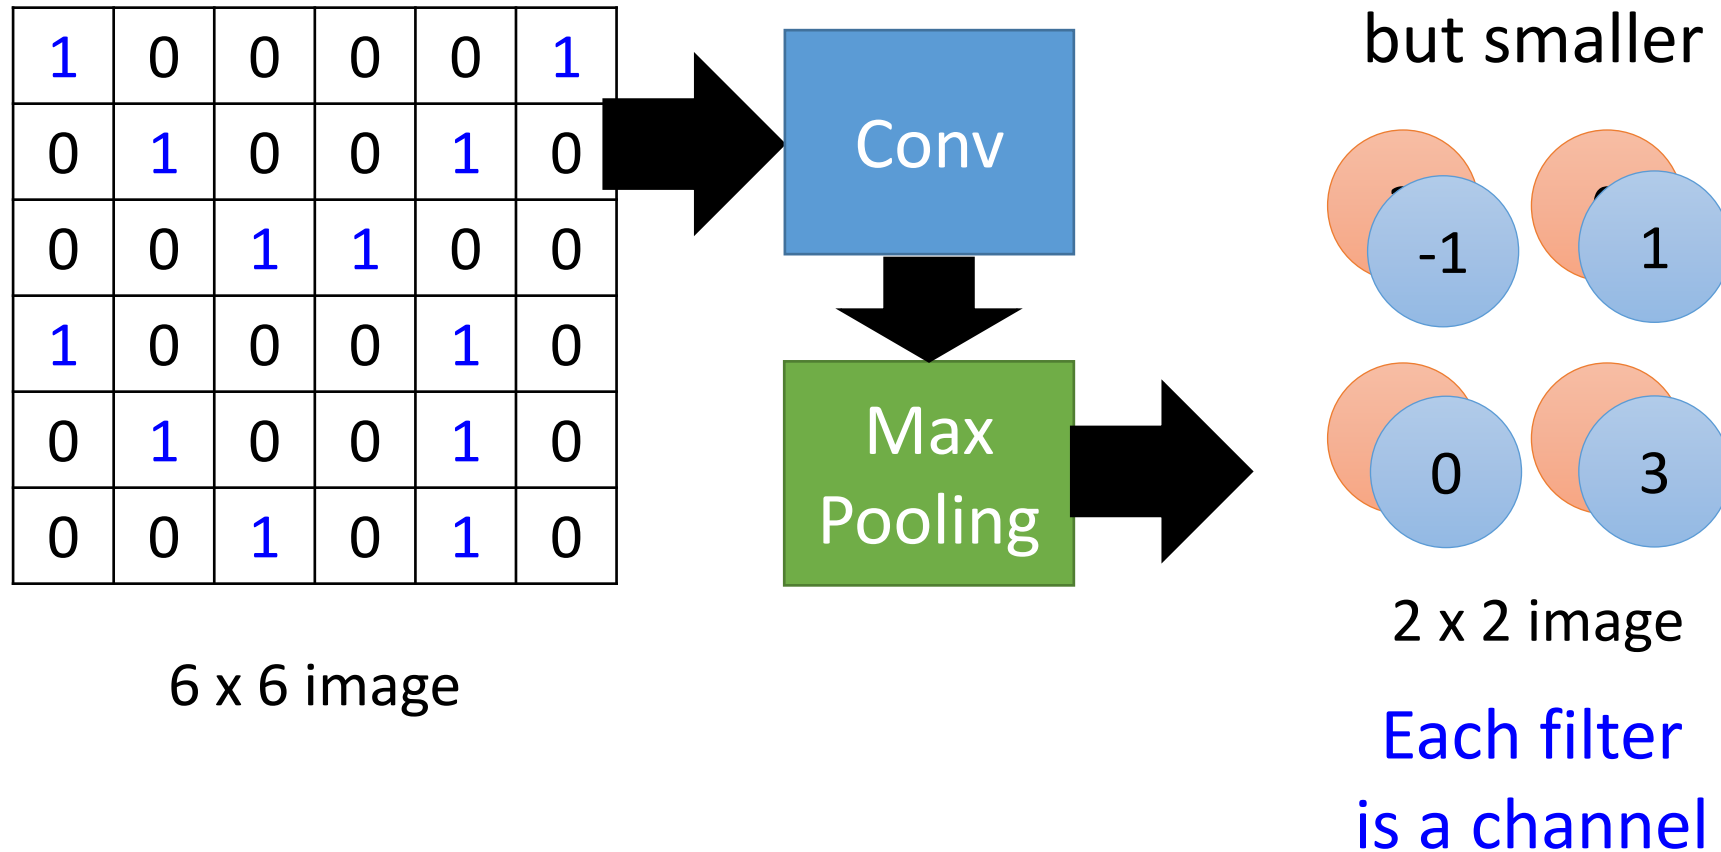 1 0 0 0 0 1
0 1 0 0 1 0
0 0 1 1 0 0
1 0 0 0 1 0
0 1 0 0 1 0
0 0 1 0 1 0
6 x 6 image
Conv
Max
Pooling
but smaller
-1 1
0 3
2 x 2 image
Each filter
is a channel